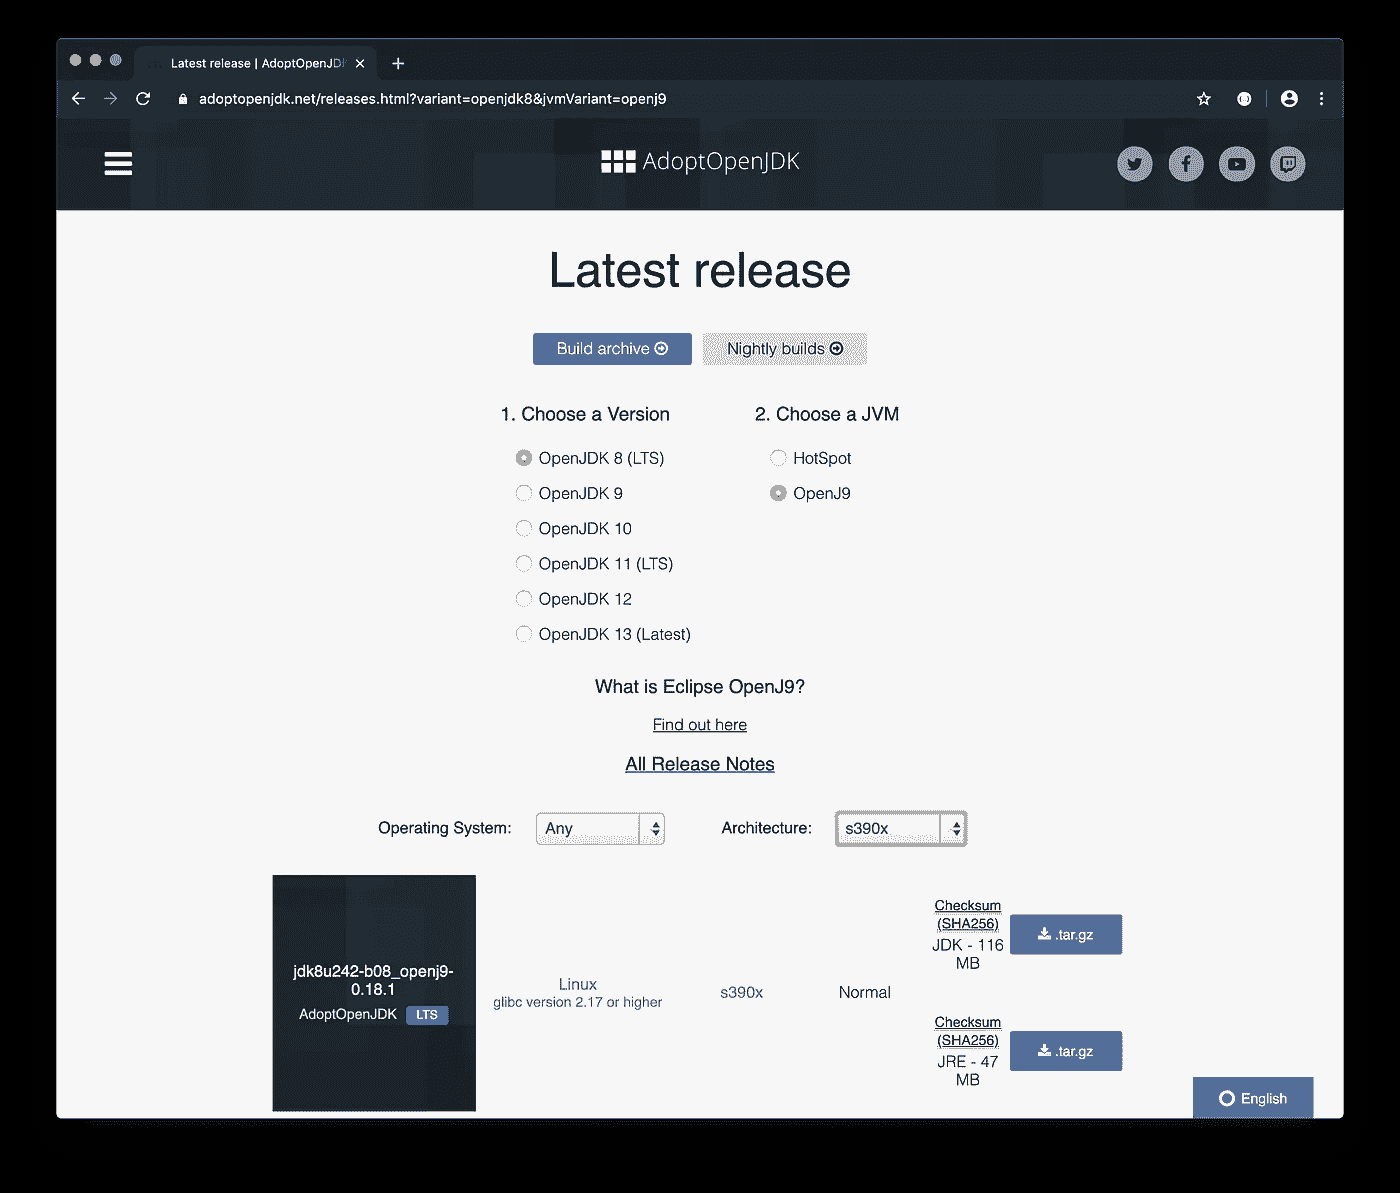 Latest release | AdoptOpenJD
adoptopenjdk.net/releases.html?variant=openjdk8&jvmVariant=openj9
AdoptOpenJDK
Latest release
Build archive
Nightly builds
1. Choose a Version
2. Choose a JVM
OpenJDK 8 (LTS)
HotSpot
OpenJDK 9
OpenJ9
OpenJDK 10
OpenJDK 11 (LTS)
OpenJDK 12
OpenJDK 13 (Latest)
What is Eclipse OpenJ9?
Find out here
All Release Notes
Operating System:
Any
Architecture:
s390x
jdk8u242-b08_openj9-
0.18.1
AdoptOpenJDK LTS
Linux
glibc version 2.17 or higher
s390x
Normal
Checksum
(SHA256)
JDK - 116
MB
.tar.gz
Checksum
(SHA256)
JRE - 47
MB
.tar.gz
English